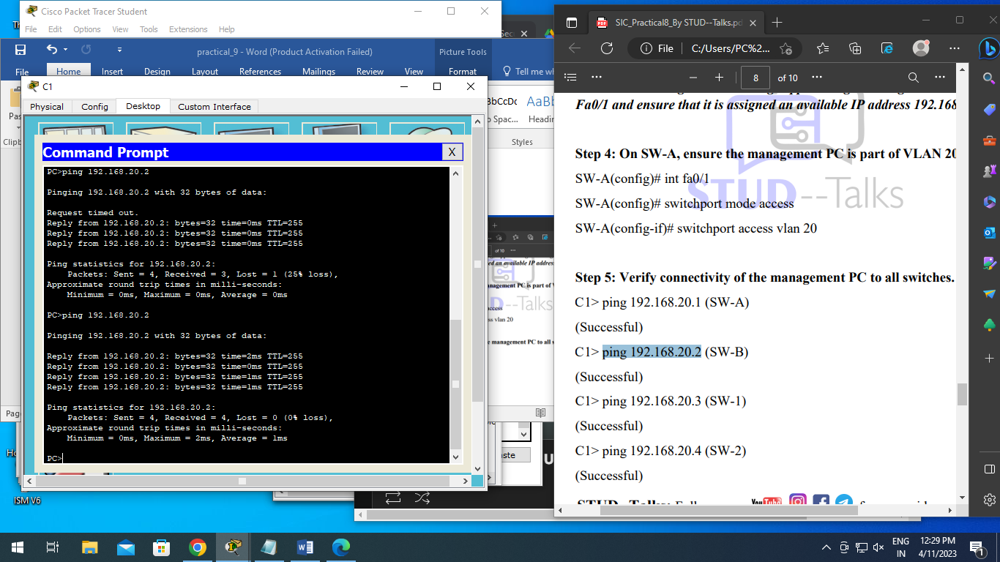 Cisco Packet Tracer Student
File Edit Options View Tools Extensions Help
practical_9 - Word (Product Activation Failed)
Picture Tools
File Home Insert Design Layout References Mailings Review View Format Tell me
C1
Physical Config Desktop Custom Interface
Styles
Command Prompt X
PC>ping 192.168.20.2
Pinging 192.168.20.2 with 32 bytes of data:
Request timed out.
Reply from 192.168.20.2: bytes=32 time=0ms TTL=255
Reply from 192.168.20.2: bytes=32 time=0ms TTL=255
Reply from 192.168.20.2: bytes=32 time=0ms TTL=255
Ping statistics for 192.168.20.2:
Packets: Sent = 4, Received = 3, Lost = 1 (25% loss),
Approximate round trip times in milli-seconds:
Minimum = 0ms, Maximum = 0ms, Average = 0ms
PC>ping 192.168.20.2
Pinging 192.168.20.2 with 32 bytes of data:
Reply from 192.168.20.2: bytes=32 time=2ms TTL=255
Reply from 192.168.20.2: bytes=32 time=0ms TTL=255
Reply from 192.168.20.2: bytes=32 time=1ms TTL=255
Reply from 192.168.20.2: bytes=32 time=1ms TTL=255
Ping statistics for 192.168.20.2:
Packets: Sent = 4, Received = 4, Lost = 0 (0% loss),
Approximate round trip times in milli-seconds:
Minimum = 0ms, Maximum = 2ms, Average = 1ms
PC>
SIC_Practical8_By STUD--Talks.pd
File C:/Users/PC%2...
8 of 10
Fa0/1 and ensure that it is assigned an available IP address 192.168
Step 4: On SW-A, ensure the management PC is part of VLAN 20
SW-A(config)# int fa0/1
STUD--Talks
SW-A(config)# switchport mode access
SW-A(config-if)# switchport access vlan 20
Step 5: Verify connectivity of the management PC to all switches.
C1> ping 192.168.20.1 (SW-A)
(Successful)
C1> ping 192.168.20.2 (SW-B)
(Successful)
C1> ping 192.168.20.3 (SW-1)
(Successful)
C1> ping 192.168.20.4 (SW-2)
(Successful)
ISM V6
ENG
IN
12:29 PM
4/11/2023
1